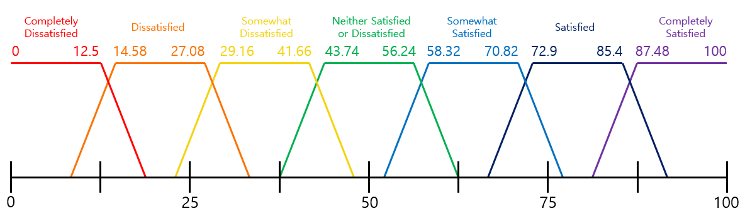 Completely Dissatisfied
Dissatisfied
Somewhat Dissatisfied
Neither Satisfied or Dissatisfied
Somewhat Satisfied
Satisfied
Completely Satisfied
0 12.5 14.58 27.08 29.16 41.66 43.74 56.24 58.32 70.82 72.9 85.4 87.48 100
0 25 50 75 100